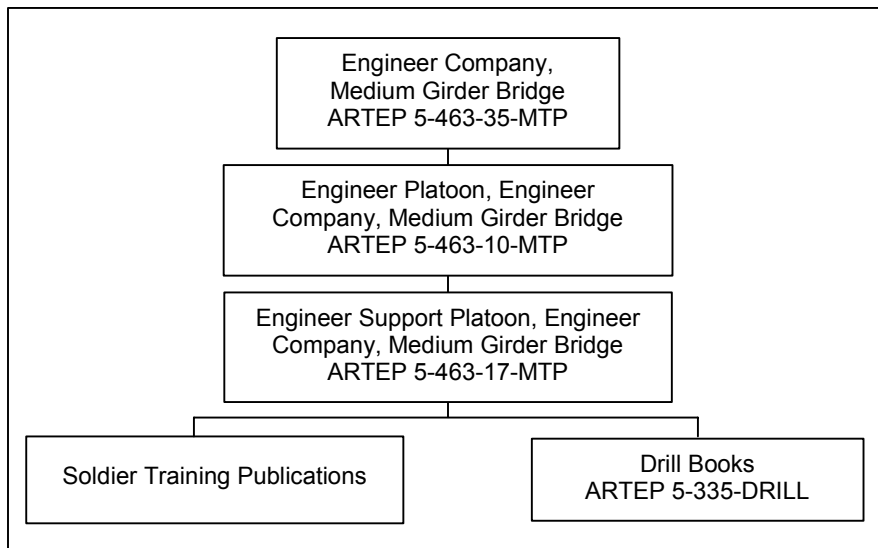 Engineer Company,
Medium Girder Bridge
ARTEP 5-463-35-MTP
Engineer Platoon, Engineer
Company, Medium Girder Bridge
ARTEP 5-463-10-MTP
Engineer Support Platoon, Engineer
Company, Medium Girder Bridge
ARTEP 5-463-17-MTP
Soldier Training Publications
Drill Books
ARTEP 5-335-DRILL